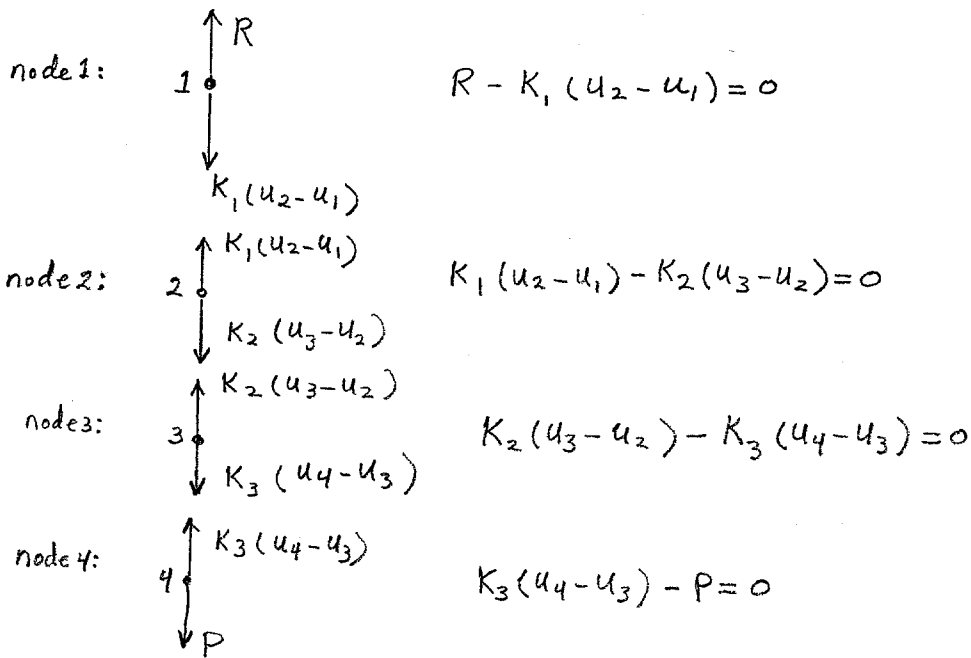 R
node 1:
1
R - K₁ (u₂ - u₁) = 0
K₁(u₂ - u₁)
K₁(u₂-u₁)
node 2:
2
K₁ (u₂ - u₁) - K₂ (u₃ - u₂) = 0
K₂ (u₃-u₂)
K₂ (u₃-u₂)
node3:
3
K₂ (u₃ - u₂) - K₃ (u₄ - u₃) = 0
K₃ (u₄-u₃)
K₃ (u₄-u₃)
node 4:
4
K₃ (u₄ - u₃) - P = 0
P